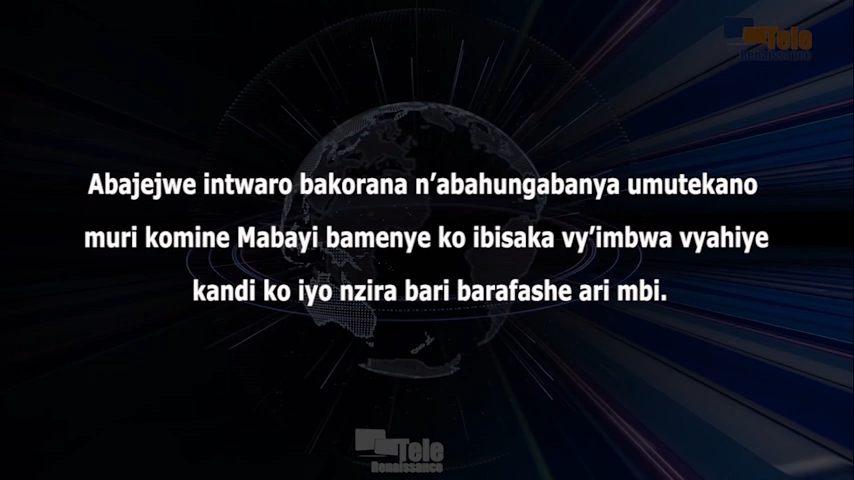 Tele
Renaissance
Abajejwe intwaro bakorana n’abahungabanya umutekano
muri komine Mabayi bamenye ko ibisaka vy’imbwa vyahiye
kandi ko iyo nzira bari barafashe ari mbi.
Tele
Renaissance